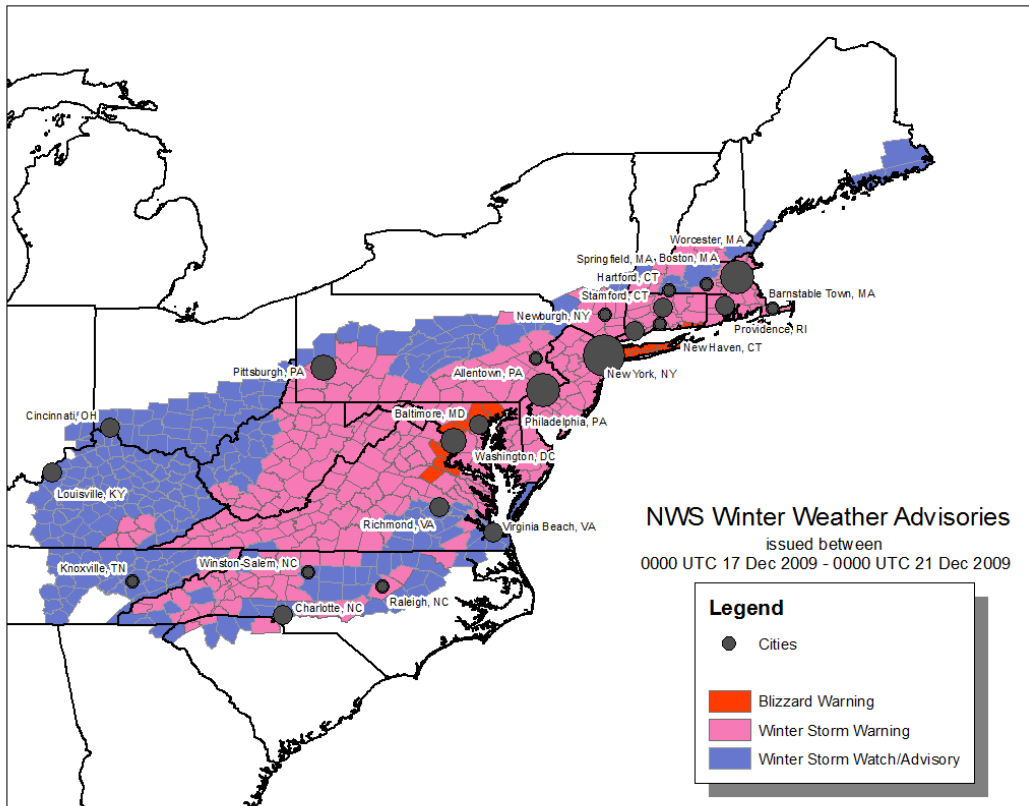 Worcester, MA
Springfield, MA
Boston, MA
Hartford, CT
Stamford, CT
Barnstable Town, MA
Newburgh, NY
Providence, RI
New Haven, CT
Pittsburgh, PA
Allentown, PA
New York, NY
Cincinnati, OH
Baltimore, MD
Philadelphia, PA
Washington, DC
Louisville, KY
Richmond, VA
Virginia Beach, VA
Knoxville, TN
Winston-Salem, NC
Raleigh, NC
Charlotte, NC
NWS Winter Weather Advisories
issued between
0000 UTC 17 Dec 2009 - 0000 UTC 21 Dec 2009
Legend
Cities
Blizzard Warning
Winter Storm Warning
Winter Storm Watch/Advisory